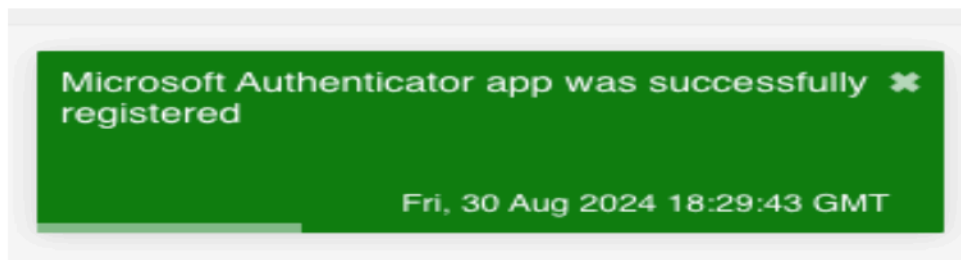 Microsoft Authenticator app was successfully
registered
Fri, 30 Aug 2024 18:29:43 GMT